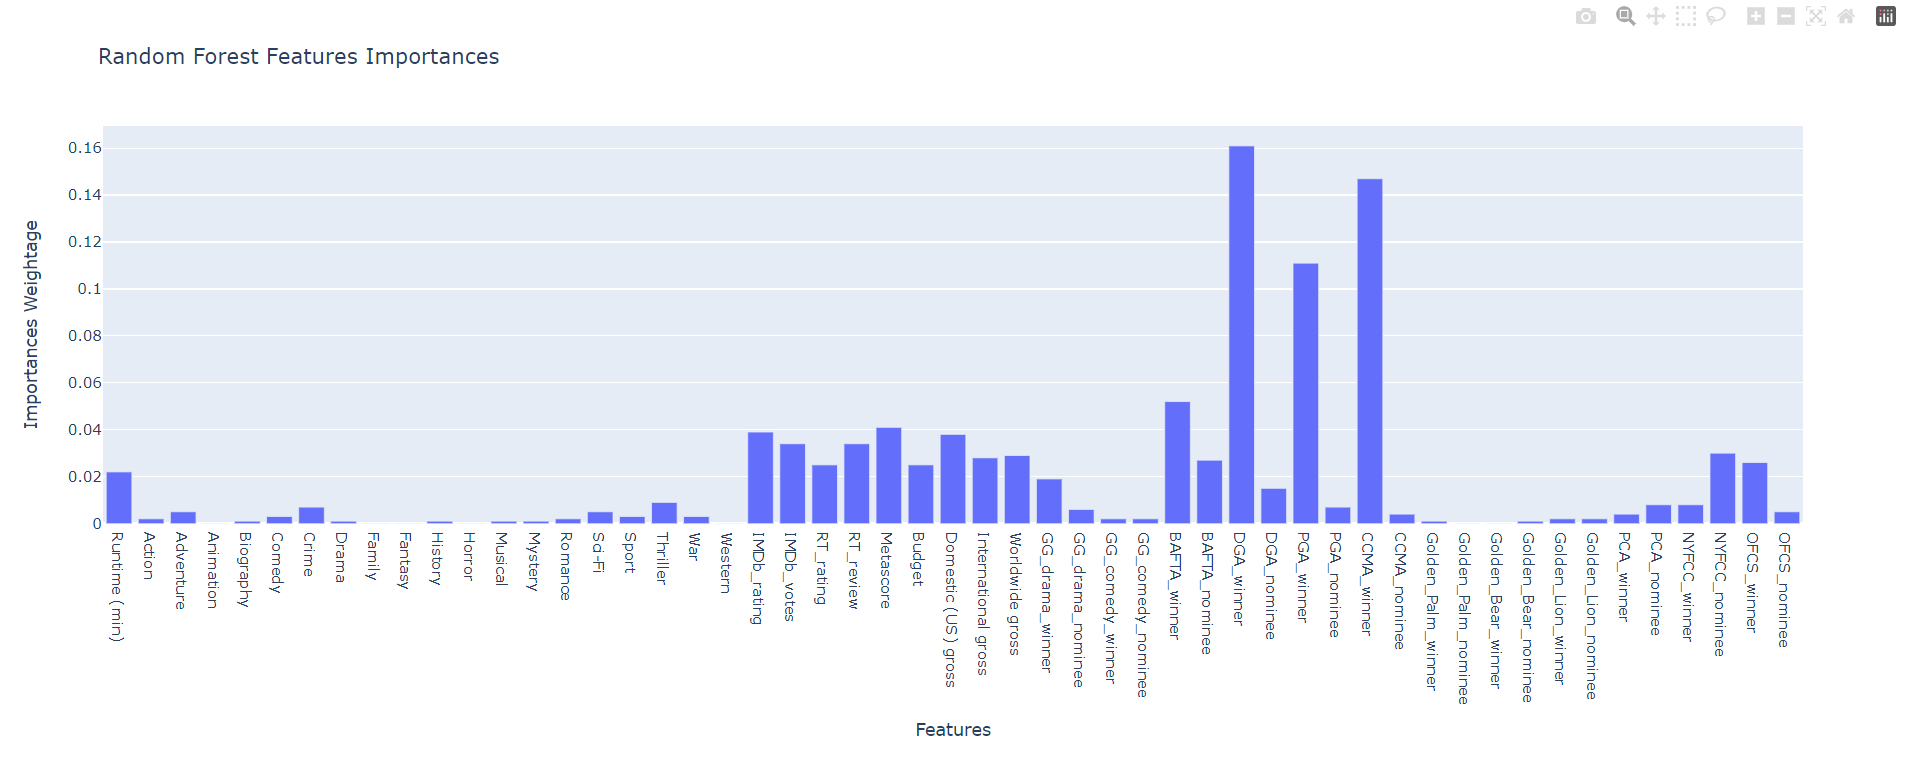 Random Forest Features Importances
Importances Weightage
0.16
0.14
0.12
0.1
0.08
0.06
0.04
0.02
0
Runtime (min)
Action
Adventure
Animation
Biography
Comedy
Crime
Drama
Family
Fantasy
History
Horror
Musical
Mystery
Romance
Sci-Fi
Sport
Thriller
War
Western
IMDb_rating
IMDb_votes
RT_rating
RT_review
Metascore
Budget
Domestic (US ) gross
International gross
Worldwide gross
GG_drama_winner
GG_drama_nominee
GG_comedy_winner
GG_comedy_nominee
BAFTA_winner
BAFTA_nominee
DGA_winner
DGA_nominee
PGA_winner
PGA_nominee
CCMA_winner
CCMA_nominee
Golden_Palm_winner
Golden_Palm_nominee
Golden_Bear_winner
Golden_Bear_nominee
Golden_Lion_winner
Golden_Lion_nominee
PCA_winner
PCA_nominee
NYFCC_winner
NYFCC_nominee
OFCS_winner
OFCS_nominee
Features